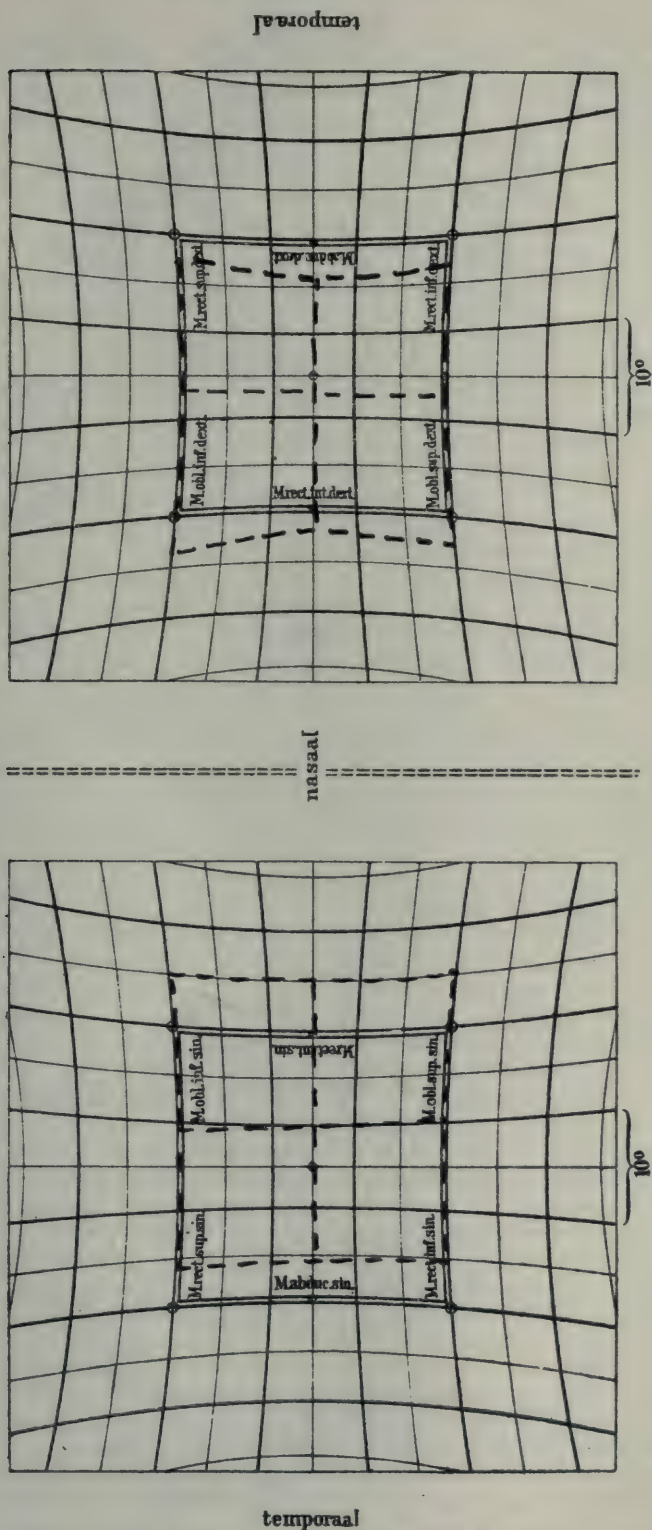 temporaal
M.rect.sup.dext.
M.abduc.dext.
M.rect.inf.dext.
M.obl.inf.dext.
M.rect.int.dext.
M.obl.sup.dext.
10°
nasaal
M.obl.inf.sin.
M.rect.int.sin.
M.obl.sup.sin.
M.rect.sup.sin.
M.abduc.sin.
M.rect.inf.sin.
10°
temporaal